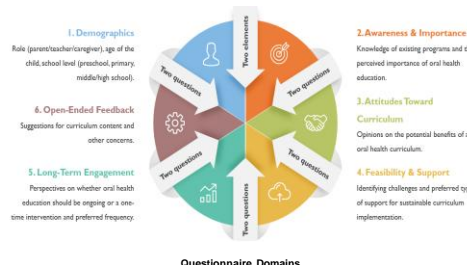 1. Demographics
Role (parent/teacher/caregiver), age of the
child, school level (preschool, primary,
middle/high school).
2. Awareness & Importance
Knowledge of existing programs and
perceived importance of oral health
education.
3. Attitudes Toward
Curriculum
Opinions on the potential benefits of
oral health curriculum.
4. Feasibility & Support
Identifying challenges and preferred
of support for sustainable curriculum
implementation.
5. Long-Term Engagement
Perspectives on whether oral health
education should be ongoing or a one-
time intervention and preferred frequency.
6. Open-Ended Feedback
Suggestions for curriculum content and
other concerns.
Two elements
Two questions
Two questions
Two questions
Two questions
Two questions
Questionnaire Domains